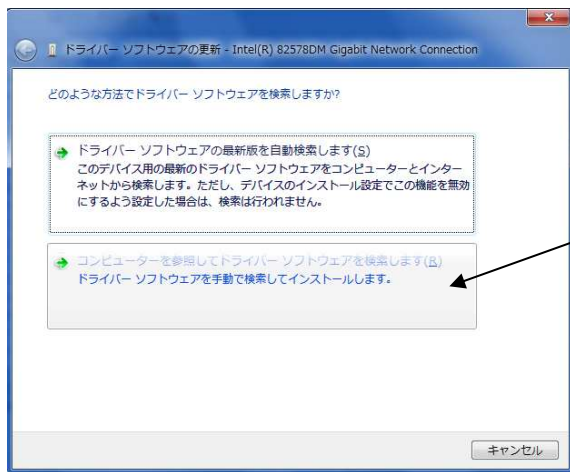 ドライバー ソフトウェアの更新 - Intel(R) 82578DM Gigabit Network Connection
どのような方法でドライバー ソフトウェアを検索しますか?
ドライバー ソフトウェアの最新版を自動検索します(S)
このデバイス用の最新のドライバー ソフトウェアをコンピューターとインター
ネットから検索します。ただし、デバイスのインストール設定でこの機能を無効
にするよう設定した場合は、検索は行われません。
コンピューターを参照してドライバー ソフトウェアを検索します(R)
ドライバー ソフトウェアを手動で検索してインストールします。
キャンセル